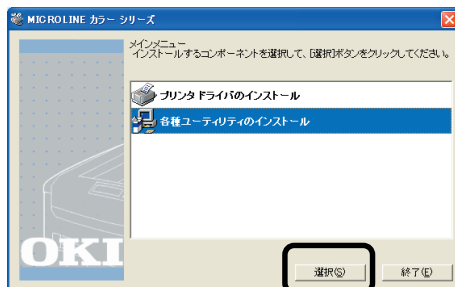 MICROLINE カラー シリーズ
メインメニュー
インストールするコンポーネントを選択して、[選択]ボタンをクリックしてください。
プリンタドライバのインストール
各種ユーティリティのインストール
OKI
選択(S)
終了(E)